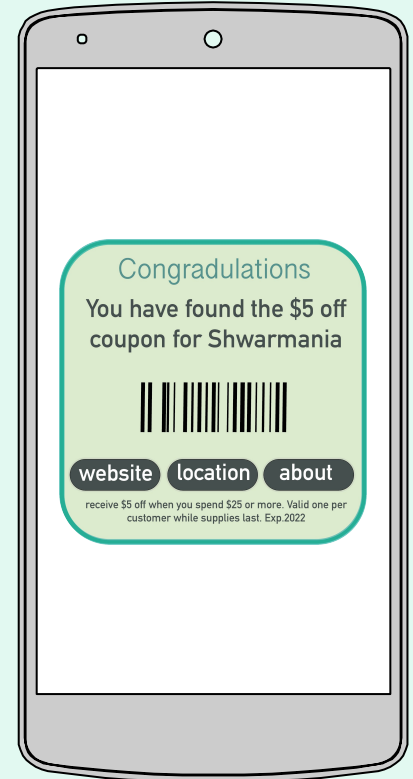 Congradulations
You have found the $5 off
coupon for Shwarmania
website location about
receive $5 off when you spend $25 or more. Valid one per
customer while supplies last. Exp.2022